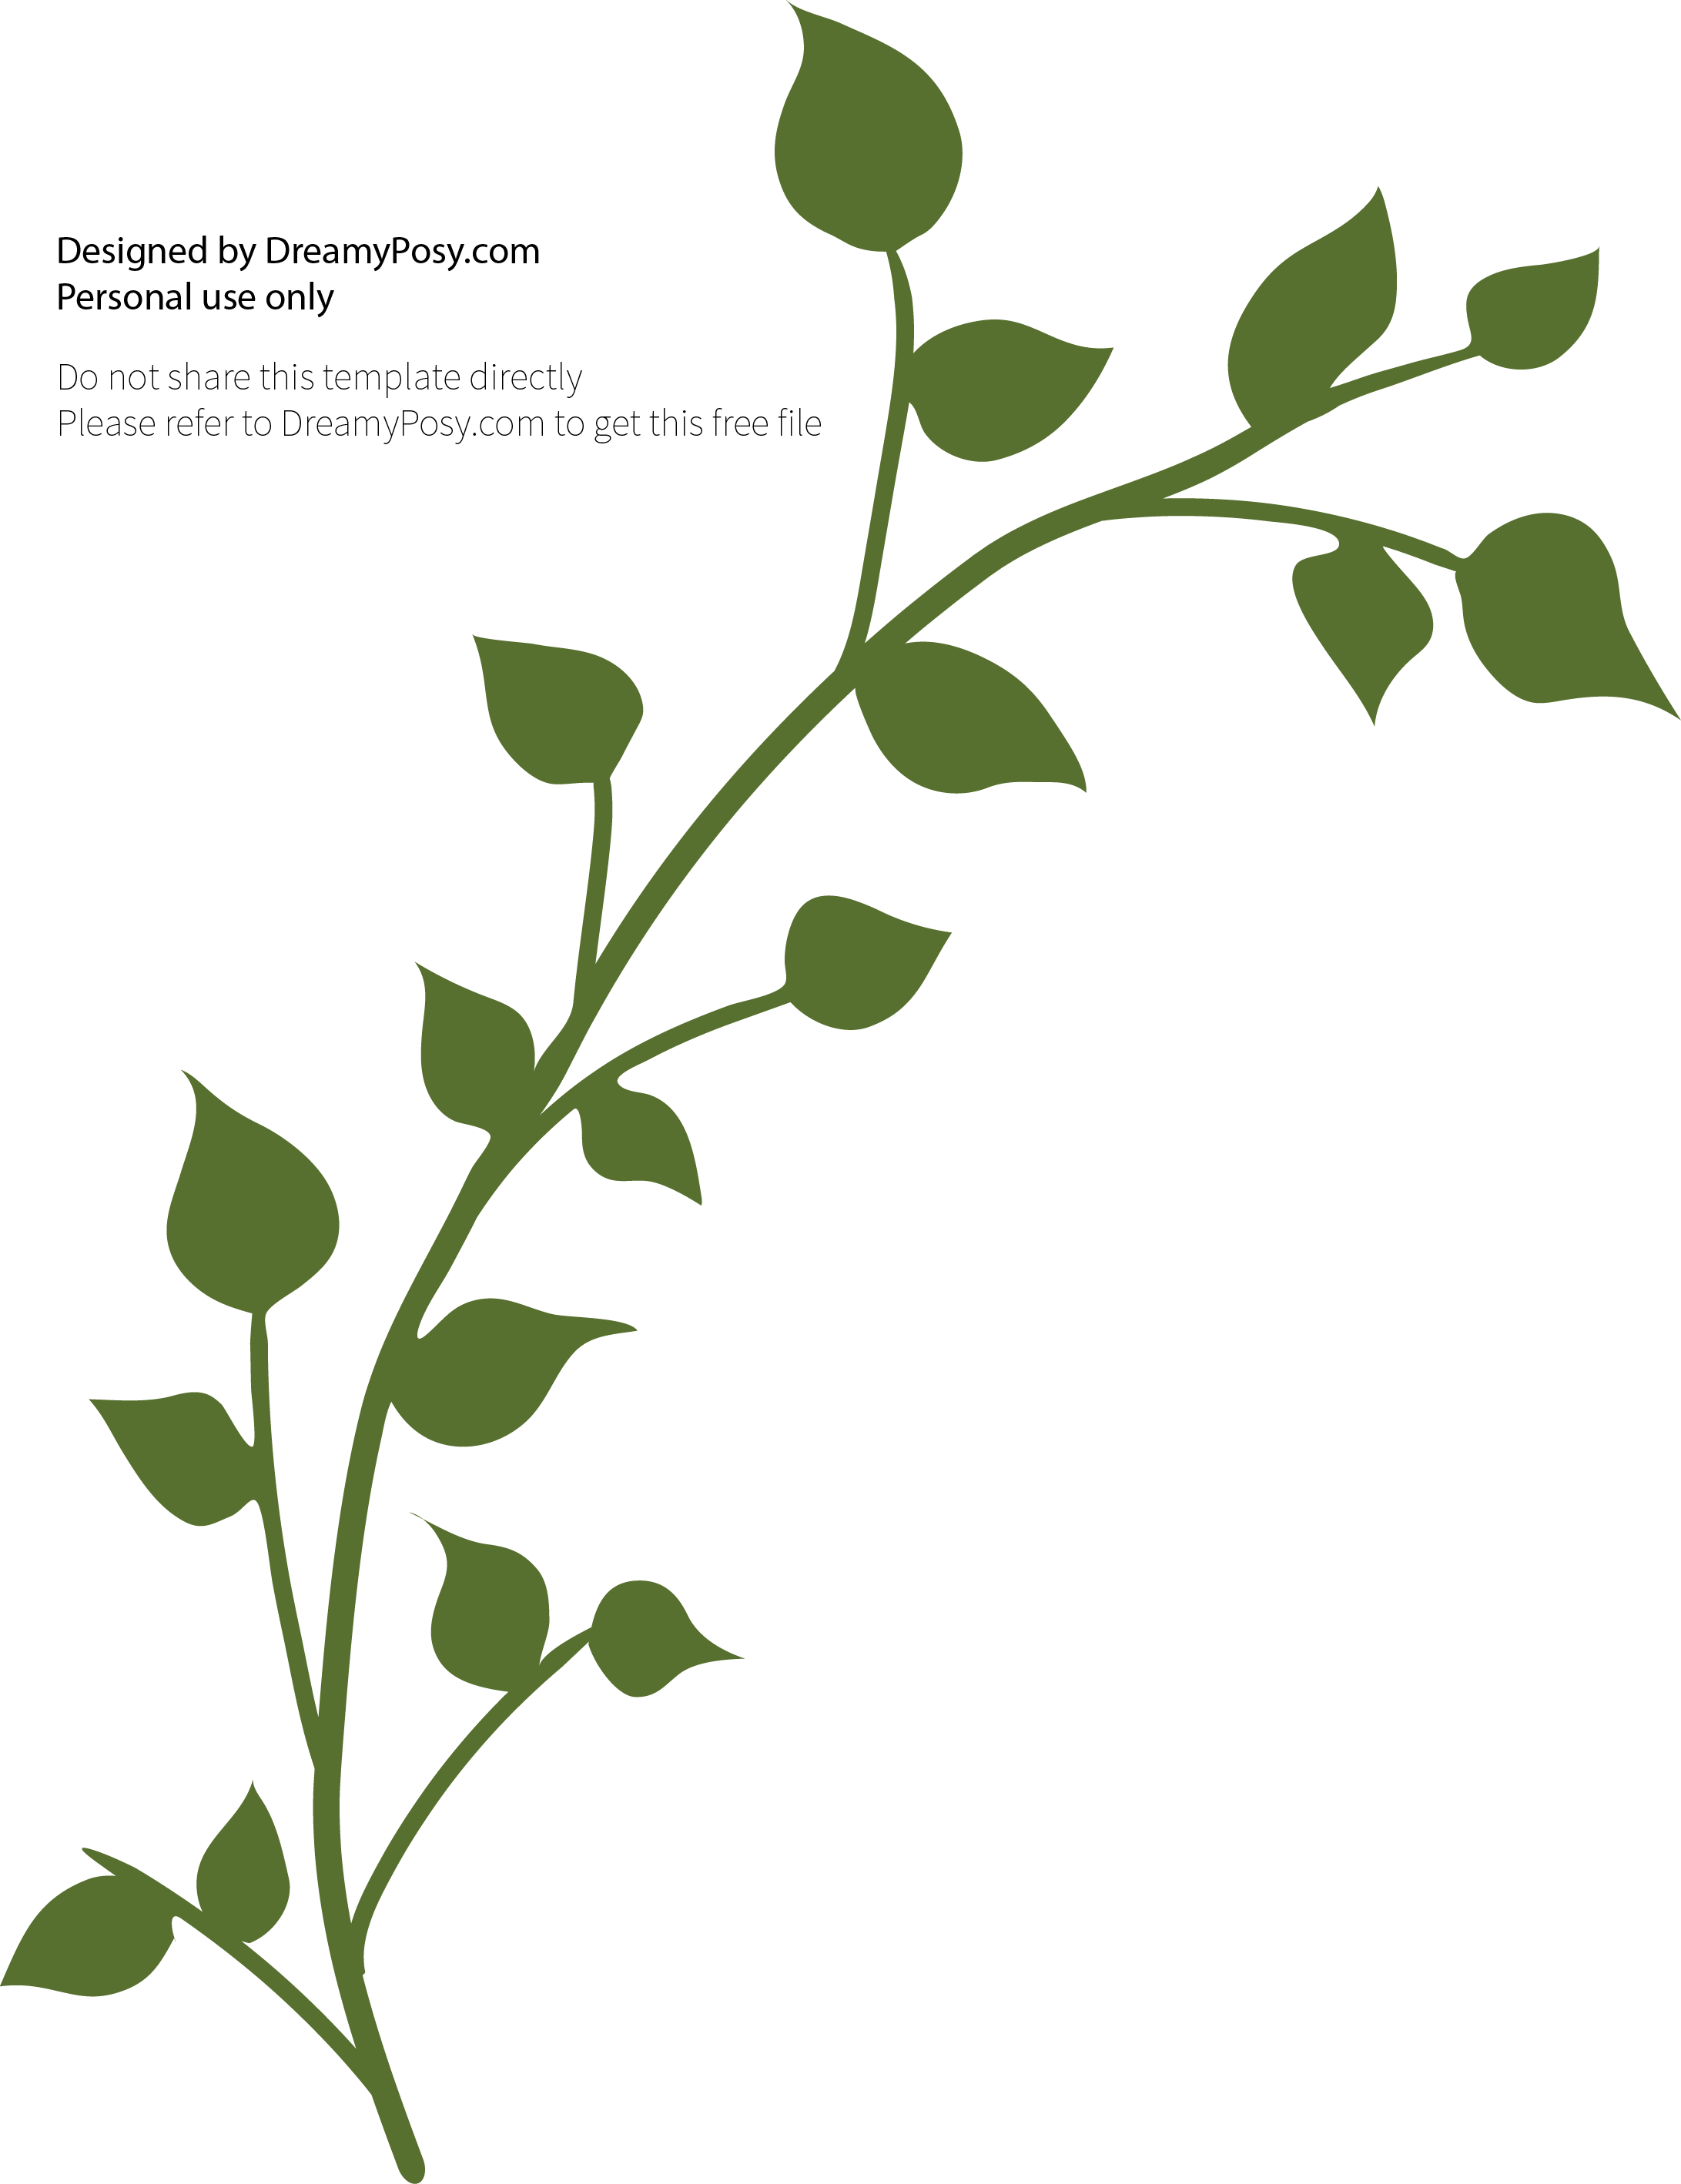 Designed by DreamyPosy.com
Personal use only
Do not share this template directly
Please refer to DreamyPosy.com to get this free file